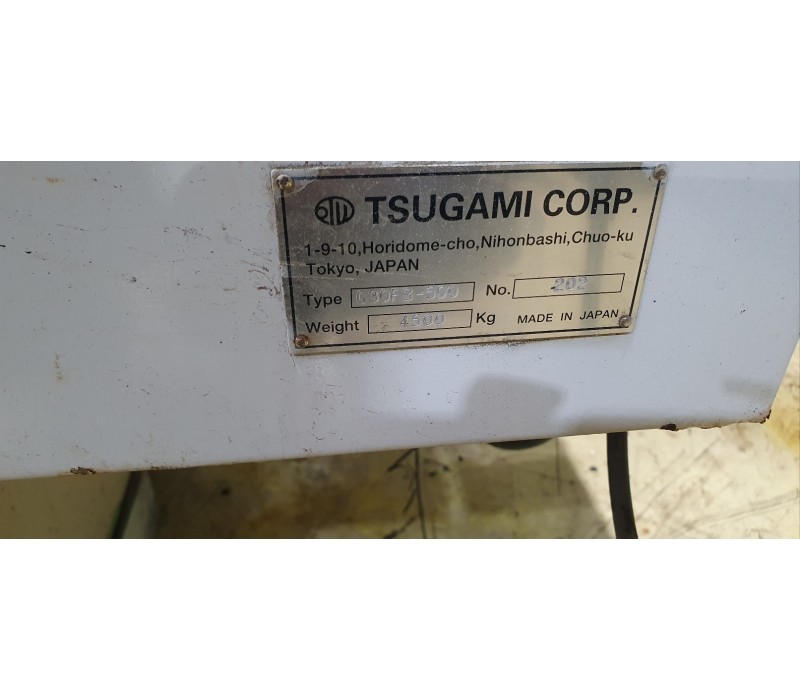 TSUGAMI CORP.
1-9-10,Horidome-cho,Nihonbashi,Chuo-ku
Tokyo, JAPAN
Type No. 202
Weight 4500 Kg MADE IN JAPAN